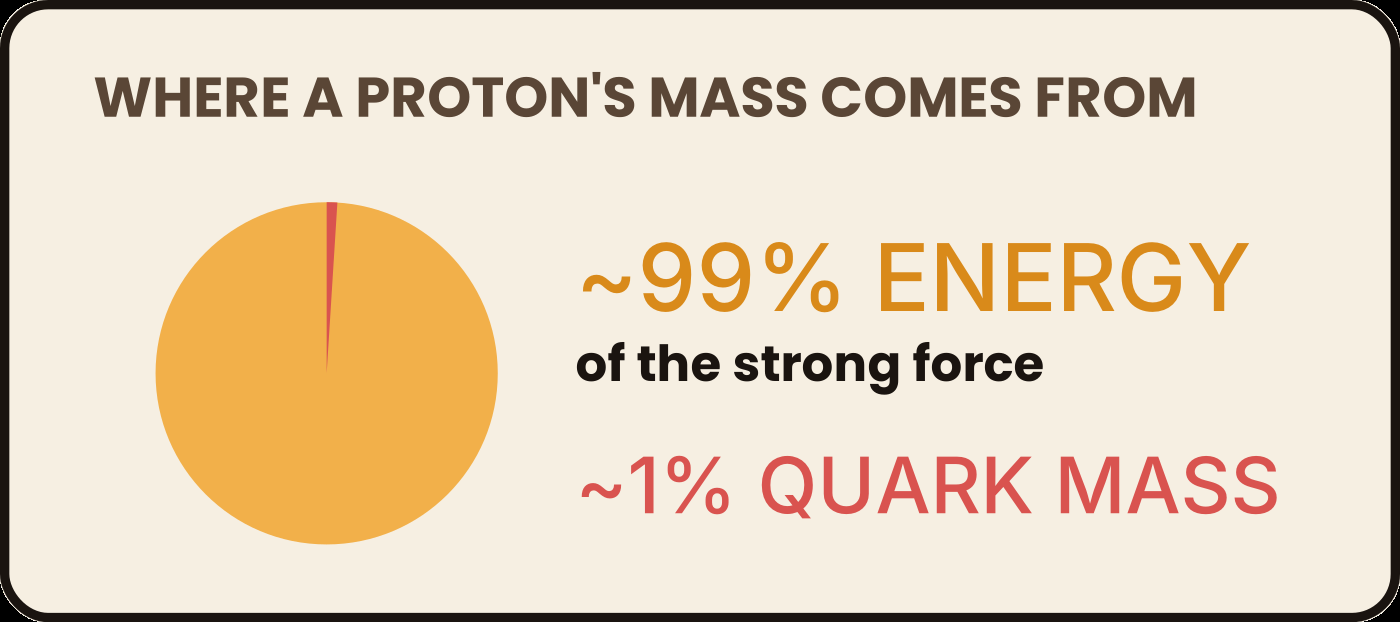 WHERE A PROTON'S MASS COMES FROM
~99% ENERGY
of the strong force
~1% QUARK MASS